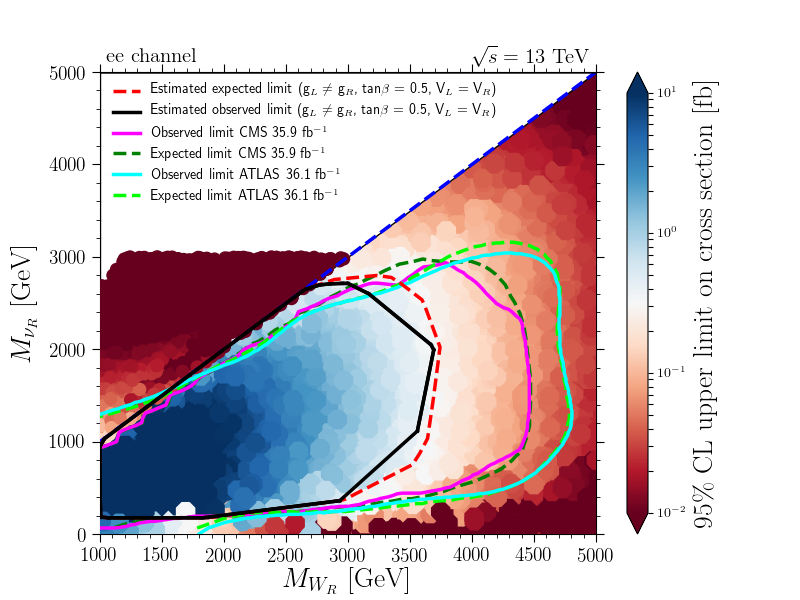 ee channel
√s = 13 TeV
Estimated expected limit (g_L ≠ g_R, tanβ = 0.5, V_L = V_R)
Estimated observed limit (g_L ≠ g_R, tanβ = 0.5, V_L = V_R)
Observed limit CMS 35.9 fb⁻¹
Expected limit CMS 35.9 fb⁻¹
Observed limit ATLAS 36.1 fb⁻¹
Expected limit ATLAS 36.1 fb⁻¹
5000
4000
3000
2000
1000
0
M_{ν_R} [GeV]
1000 1500 2000 2500 3000 3500 4000 4500 5000
M_{W_R} [GeV]
10¹
10⁰
10⁻¹
10⁻²
95% CL upper limit on cross section [fb]